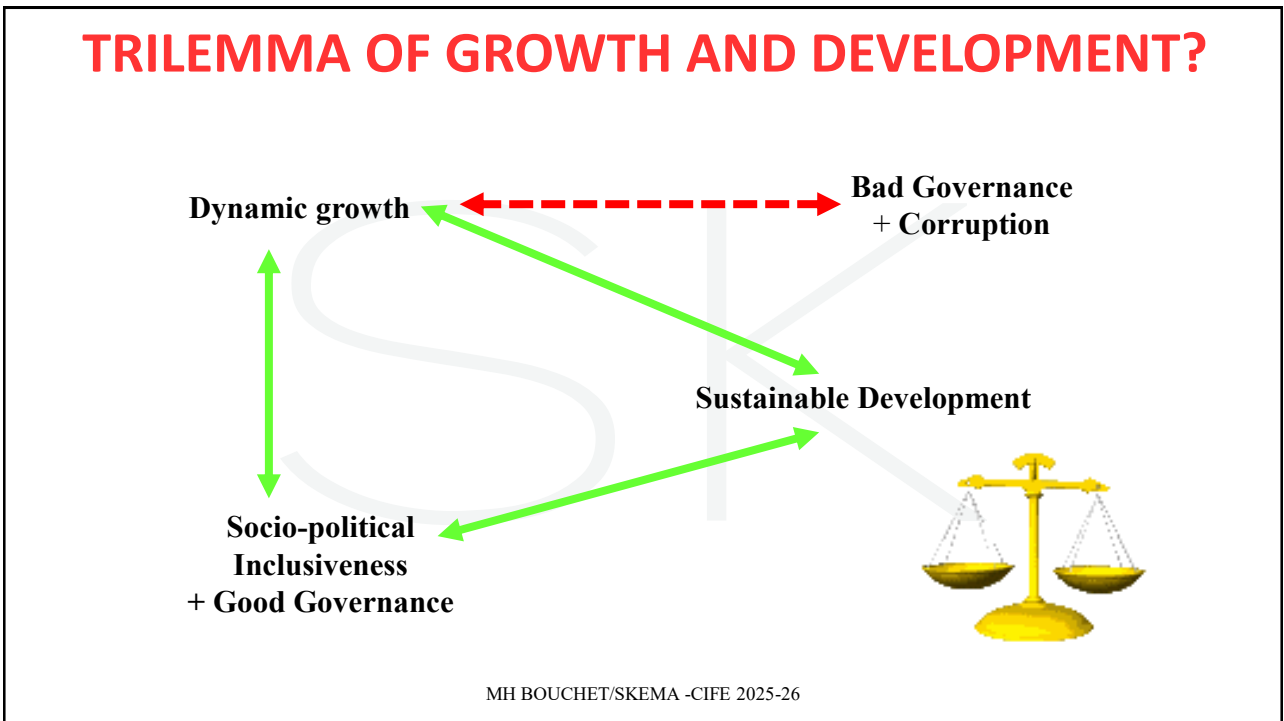 TRILEMMA OF GROWTH AND DEVELOPMENT?
Dynamic growth
Bad Governance
+ Corruption
Sustainable Development
Socio-political
Inclusiveness
+ Good Governance
SK
MH BOUCHET/SKEMA -CIFE 2025-26